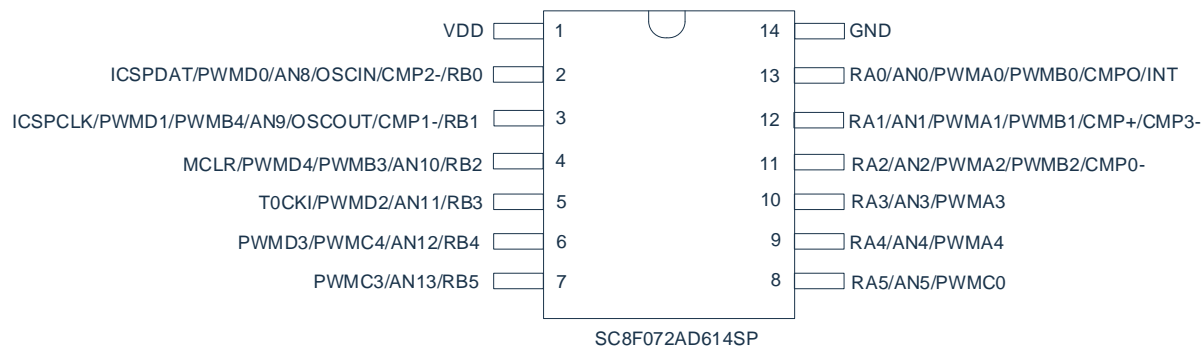 VDD 1 14 GND
ICSPDAT/PWMD0/AN8/OSCIN/CMP2-/RB0 2 13 RA0/AN0/PWMA0/PWMB0/CMPO/INT
ICSPCLK/PWMD1/PWMB4/AN9/OSCOUT/CMP1-/RB1 3 12 RA1/AN1/PWMA1/PWMB1/CMP+/CMP3-
MCLR/PWMD4/PWMB3/AN10/RB2 4 11 RA2/AN2/PWMA2/PWMB2/CMP0-
T0CKI/PWMD2/AN11/RB3 5 10 RA3/AN3/PWMA3
PWMD3/PWMC4/AN12/RB4 6 9 RA4/AN4/PWMA4
PWMC3/AN13/RB5 7 8 RA5/AN5/PWMC0
SC8F072AD614SP